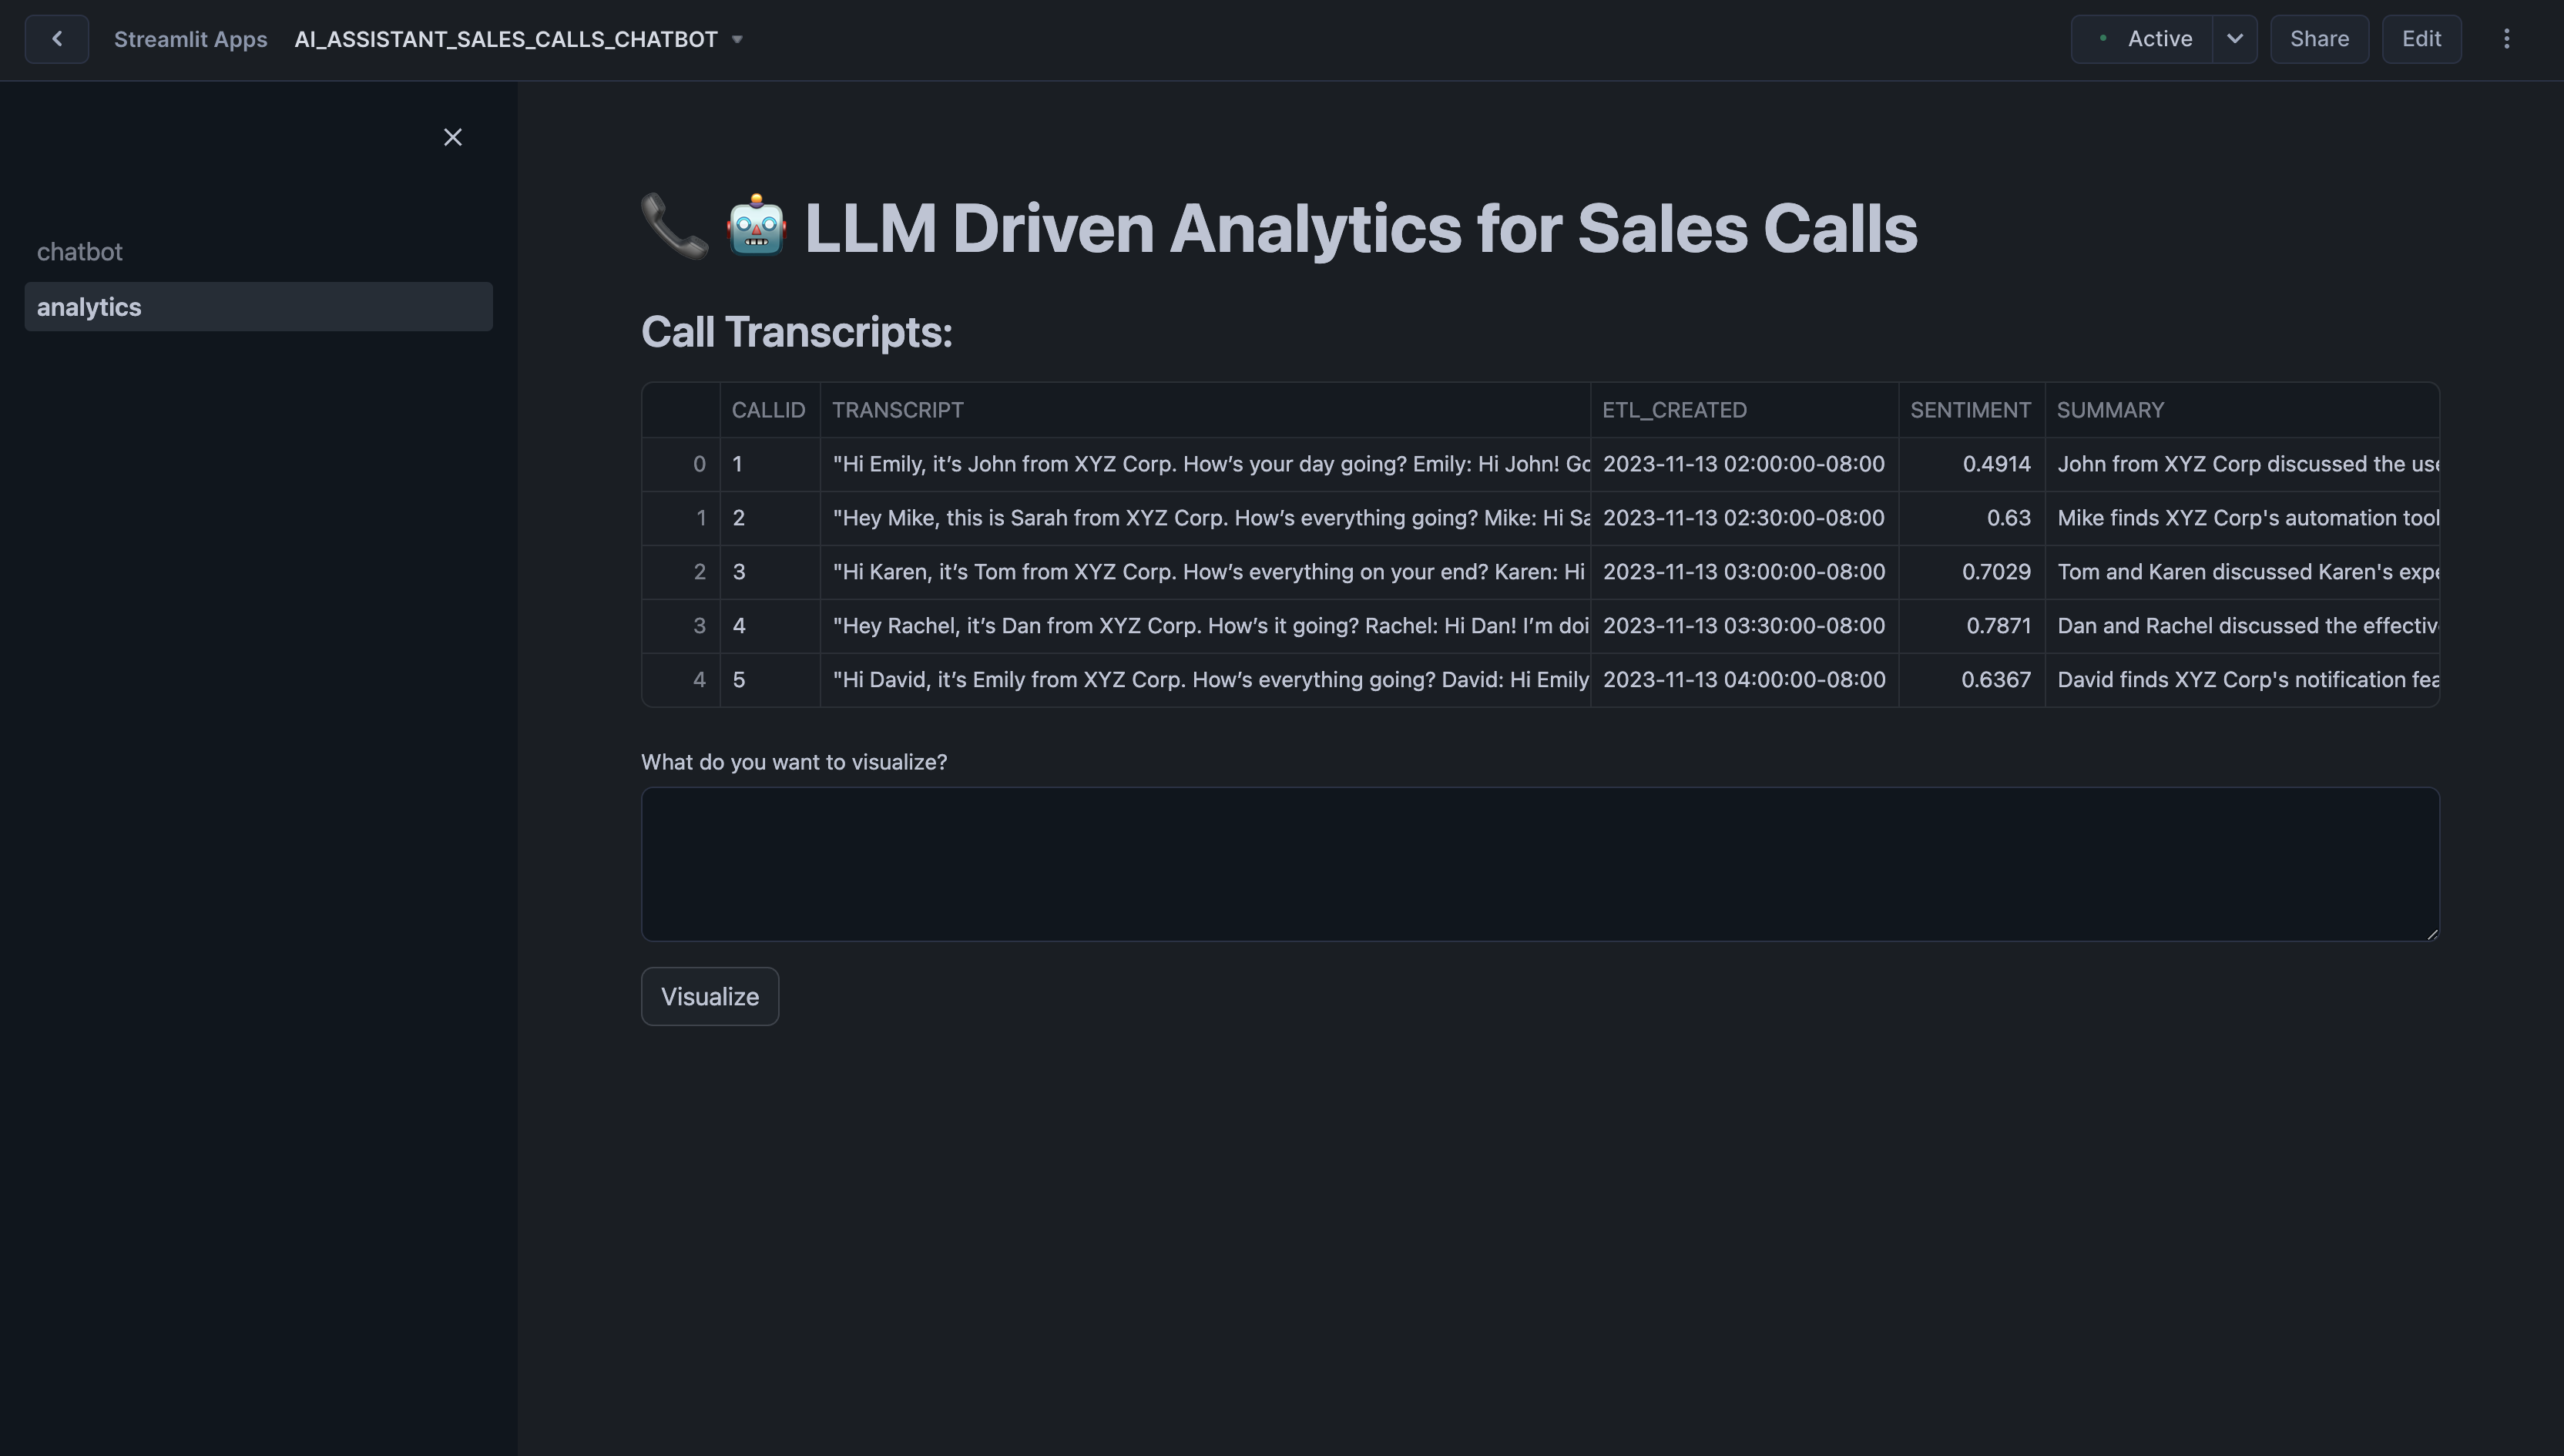 Streamlit Apps AI_ASSISTANT_SALES_CALLS_CHATBOT Active Share Edit
chatbot
analytics
LLM Driven Analytics for Sales Calls
Call Transcripts:
CALLID TRANSCRIPT ETL_CREATED SENTIMENT SUMMARY
0 1 "Hi Emily, it’s John from XYZ Corp. How’s your day going? Emily: Hi John! Go 2023-11-13 02:00:00-08:00 0.4914 John from XYZ Corp discussed the use
1 2 "Hey Mike, this is Sarah from XYZ Corp. How’s everything going? Mike: Hi Sa 2023-11-13 02:30:00-08:00 0.63 Mike finds XYZ Corp's automation tool
2 3 "Hi Karen, it’s Tom from XYZ Corp. How’s everything on your end? Karen: Hi 2023-11-13 03:00:00-08:00 0.7029 Tom and Karen discussed Karen's expe
3 4 "Hey Rachel, it’s Dan from XYZ Corp. How’s it going? Rachel: Hi Dan! I’m doi 2023-11-13 03:30:00-08:00 0.7871 Dan and Rachel discussed the effectiv
4 5 "Hi David, it’s Emily from XYZ Corp. How’s everything going? David: Hi Emily 2023-11-13 04:00:00-08:00 0.6367 David finds XYZ Corp's notification fea
What do you want to visualize?
Visualize